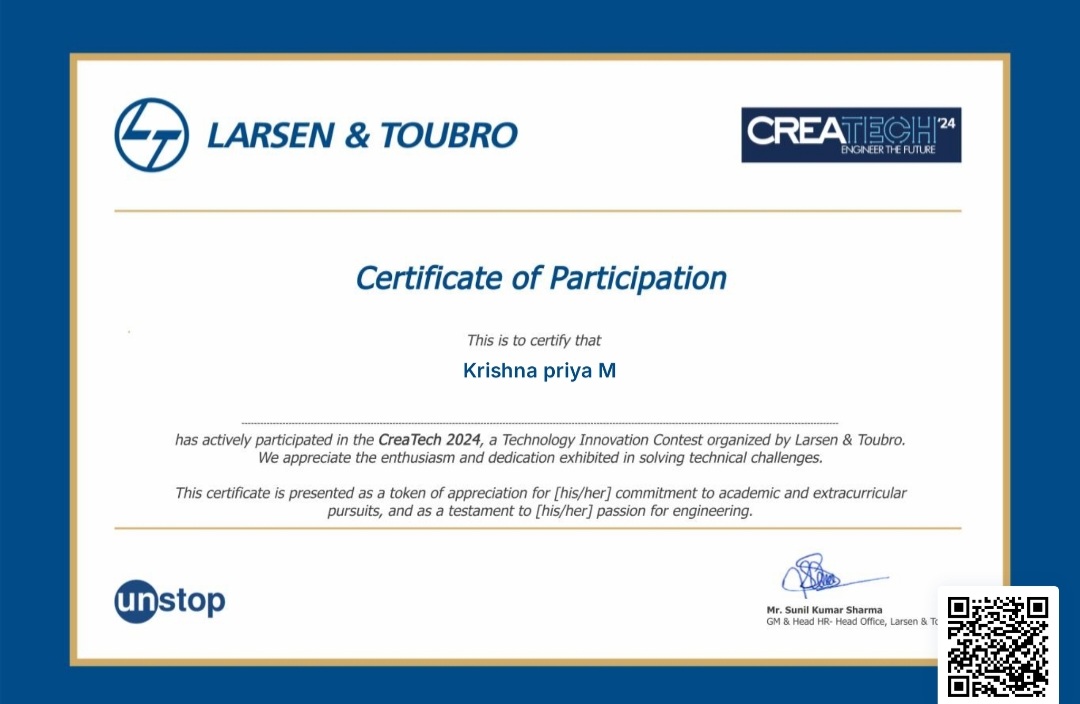 LT LARSEN & TOUBRO
CREATECH'24
ENGINEER THE FUTURE
Certificate of Participation
This is to certify that
Krishna priya M
has actively participated in the CreaTech 2024, a Technology Innovation Contest organized by Larsen & Toubro.
We appreciate the enthusiasm and dedication exhibited in solving technical challenges.
This certificate is presented as a token of appreciation for [his/her] commitment to academic and extracurricular
pursuits, and as a testament to [his/her] passion for engineering.
unstop
Mr. Sunil Kumar Sharma
GM & Head HR- Head Office, Larsen &